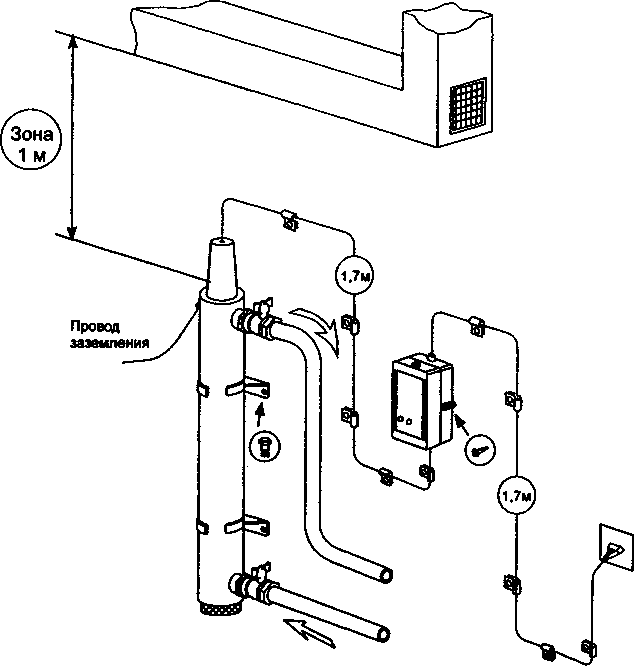 Зона
1 м
1,7м
Провод
заземления
1,7м